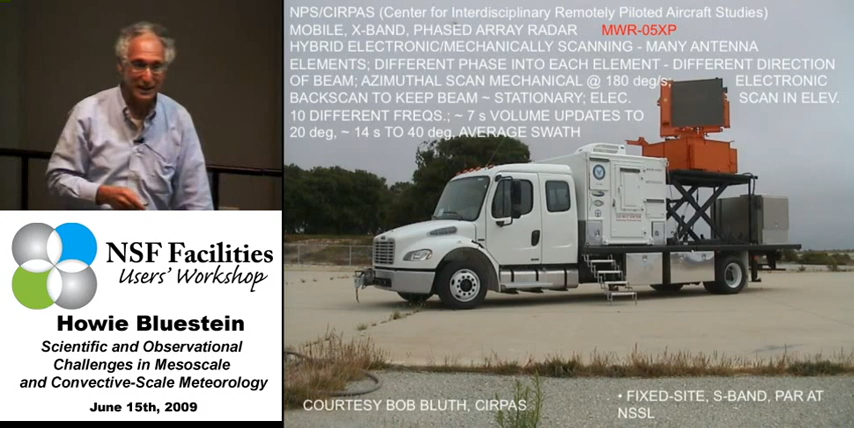 NSF Facilities
Users' Workshop
Howie Bluestein
Scientific and Observational
Challenges in Mesoscale
and Convective-Scale Meteorology
June 15th, 2009
NPS/CIRPAS (Center for Interdisciplinary Remotely Piloted Aircraft Studies)
MOBILE, X-BAND, PHASED ARRAY RADAR MWR-05XP
HYBRID ELECTRONIC/MECHANICALLY SCANNING - MANY ANTENNA
ELEMENTS; DIFFERENT PHASE INTO EACH ELEMENT - DIFFERENT DIRECTION
OF BEAM; AZIMUTHAL SCAN MECHANICAL @ 180 deg/s; ELECTRONIC
BACKSCAN TO KEEP BEAM ~ STATIONARY; ELEC. SCAN IN ELEV.
10 DIFFERENT FREQS.; ~ 7 s VOLUME UPDATES TO
20 deg, ~ 14 s TO 40 deg, AVERAGE SWATH
COURTESY BOB BLUTH, CIRPAS
• FIXED-SITE, S-BAND, PAR AT
NSSL